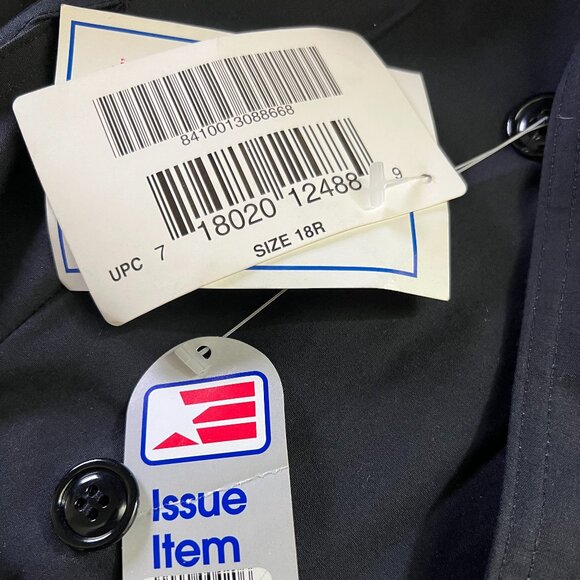 8410013088668
UPC 7 18020 12488 9
SIZE 18R
Issue
Item